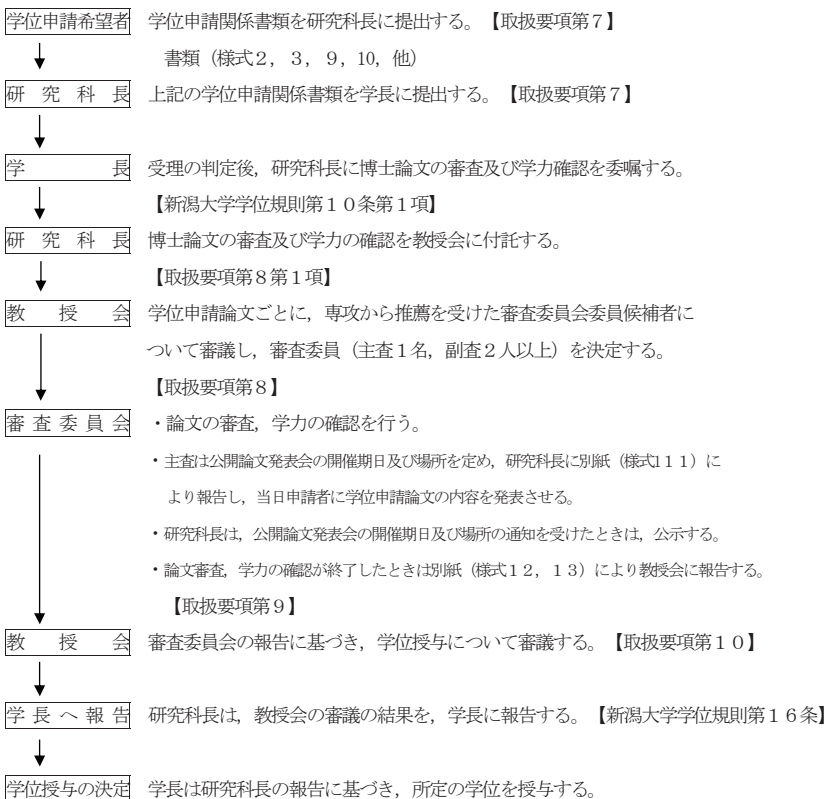 学位申請希望者 学位申請関係書類を研究科長に提出する。【取扱要項第7】
書類（様式2，3，9，10，他）
研究科長 上記の学位申請関係書類を学長に提出する。【取扱要項第7】
学長 受理の判定後，研究科長に博士論文の審査及び学力確認を委嘱する。
【新潟大学学位規則第10条第1項】
研究科長 博士論文の審査及び学力の確認を教授会に付託する。
【取扱要項第8第1項】
教授会 学位申請論文ごとに，専攻から推薦を受けた審査委員会委員候補者に
ついて審議し，審査委員（主査1名，副査2人以上）を決定する。
【取扱要項第8】
審査委員会 ・論文の審査，学力の確認を行う。
・主査は公開論文発表会の開催期日及び場所を定め，研究科長に別紙（様式111）に
より報告し，当日申請者に学位申請論文の内容を発表させる。
・研究科長は，公開論文発表会の開催期日及び場所の通知を受けたときは，公示する。
・論文審査，学力の確認が終了したときは別紙（様式12，13）により教授会に報告する。
【取扱要項第9】
教授会 審査委員会の報告に基づき，学位授与について審議する。【取扱要項第10】
学長へ報告 研究科長は，教授会の審議の結果を，学長に報告する。【新潟大学学位規則第16条】
学位授与の決定 学長は研究科長の報告に基づき，所定の学位を授与する。